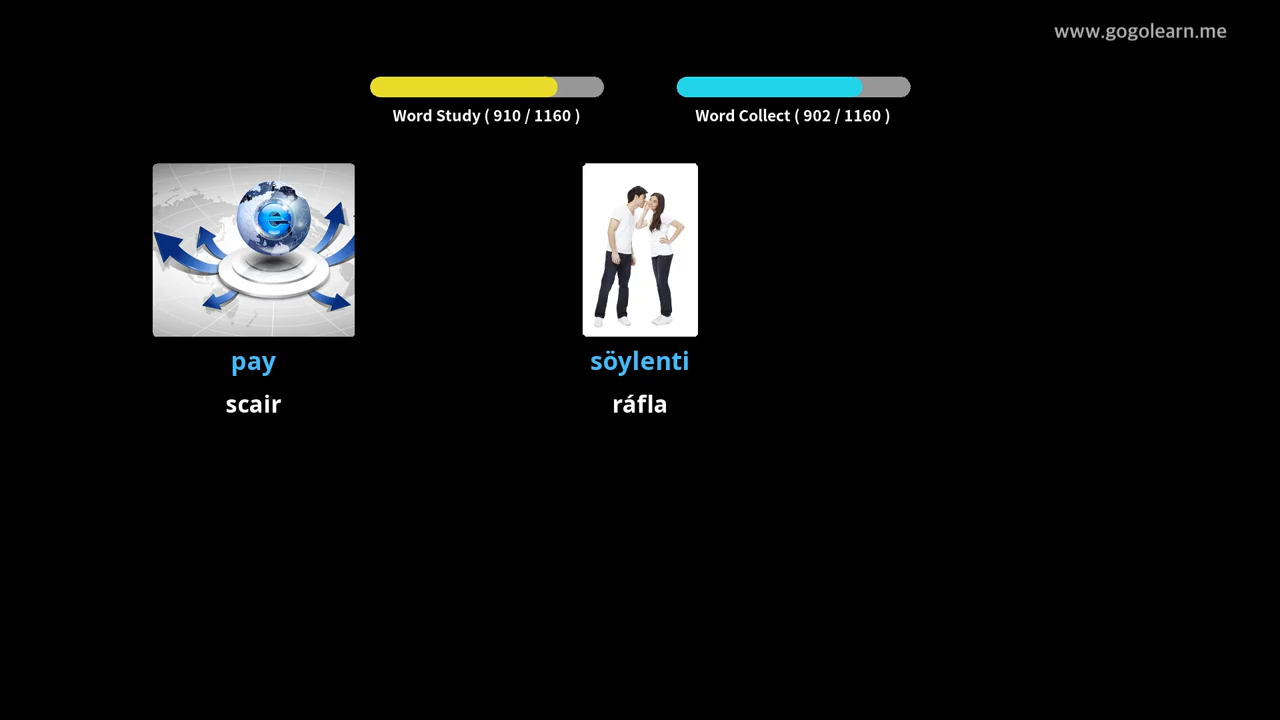 www.gogolearn.me
Word Study ( 910 / 1160 )
Word Collect ( 902 / 1160 )
e
pay
söylenti
scair
ráfla